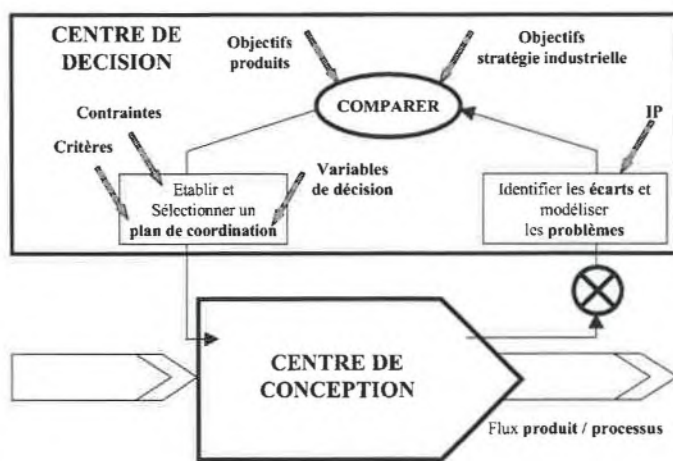 CENTRE DE
DECISION
Objectifs
produits
Objectifs
stratégie industrielle
COMPARER
Contraintes
Critères
IP
Variables
de décision
Etablir et
Sélectionner un
plan de coordination
Identifier les écarts et
modéliser
les problèmes
CENTRE DE
CONCEPTION
Flux produit / processus